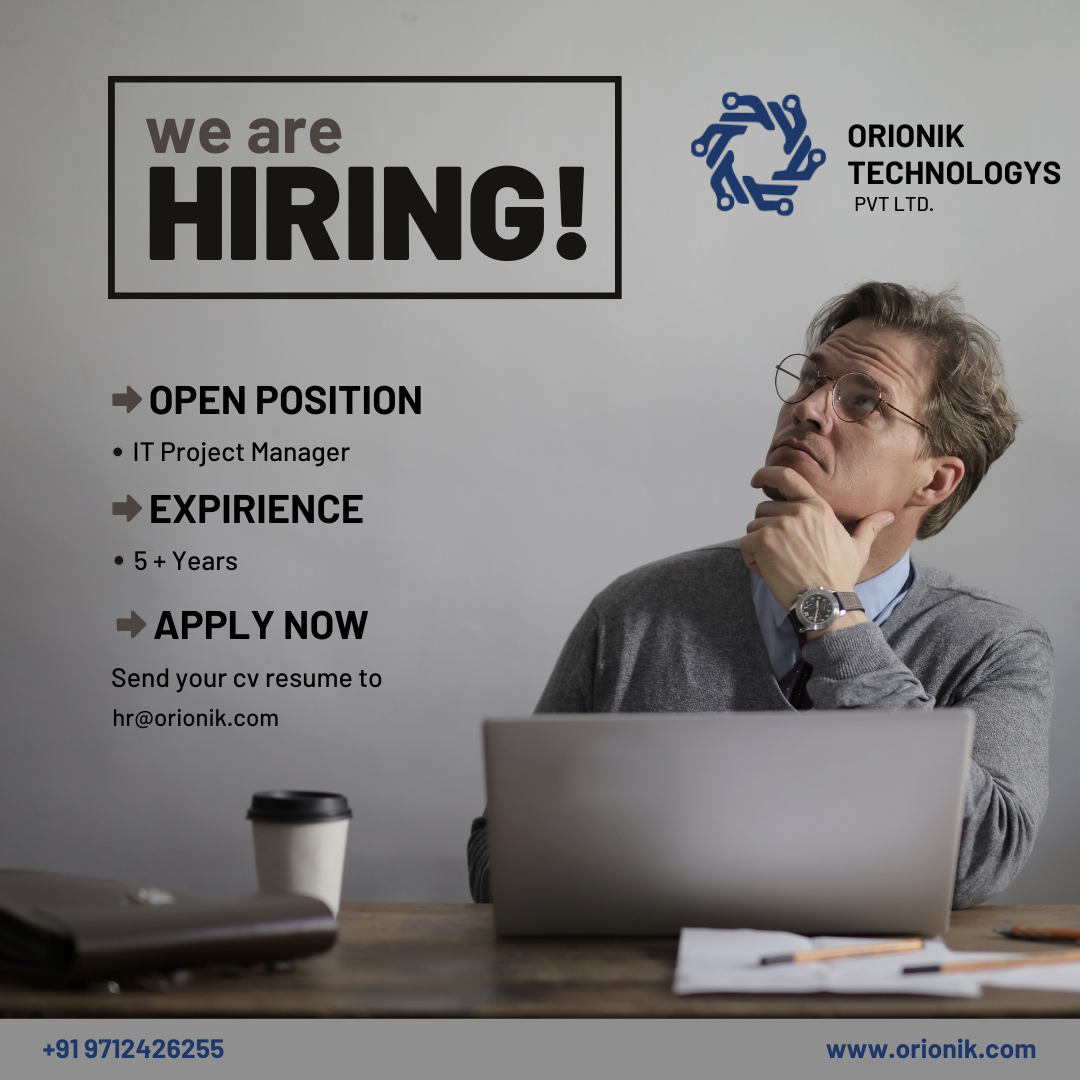 we are
HIRING!
ORIONIK
TECHNOLOGYS
PVT LTD.
OPEN POSITION
• IT Project Manager
EXPIRIENCE
• 5 + Years
APPLY NOW
Send your cv resume to
hr@orionik.com
+91 9712426255
www.orionik.com